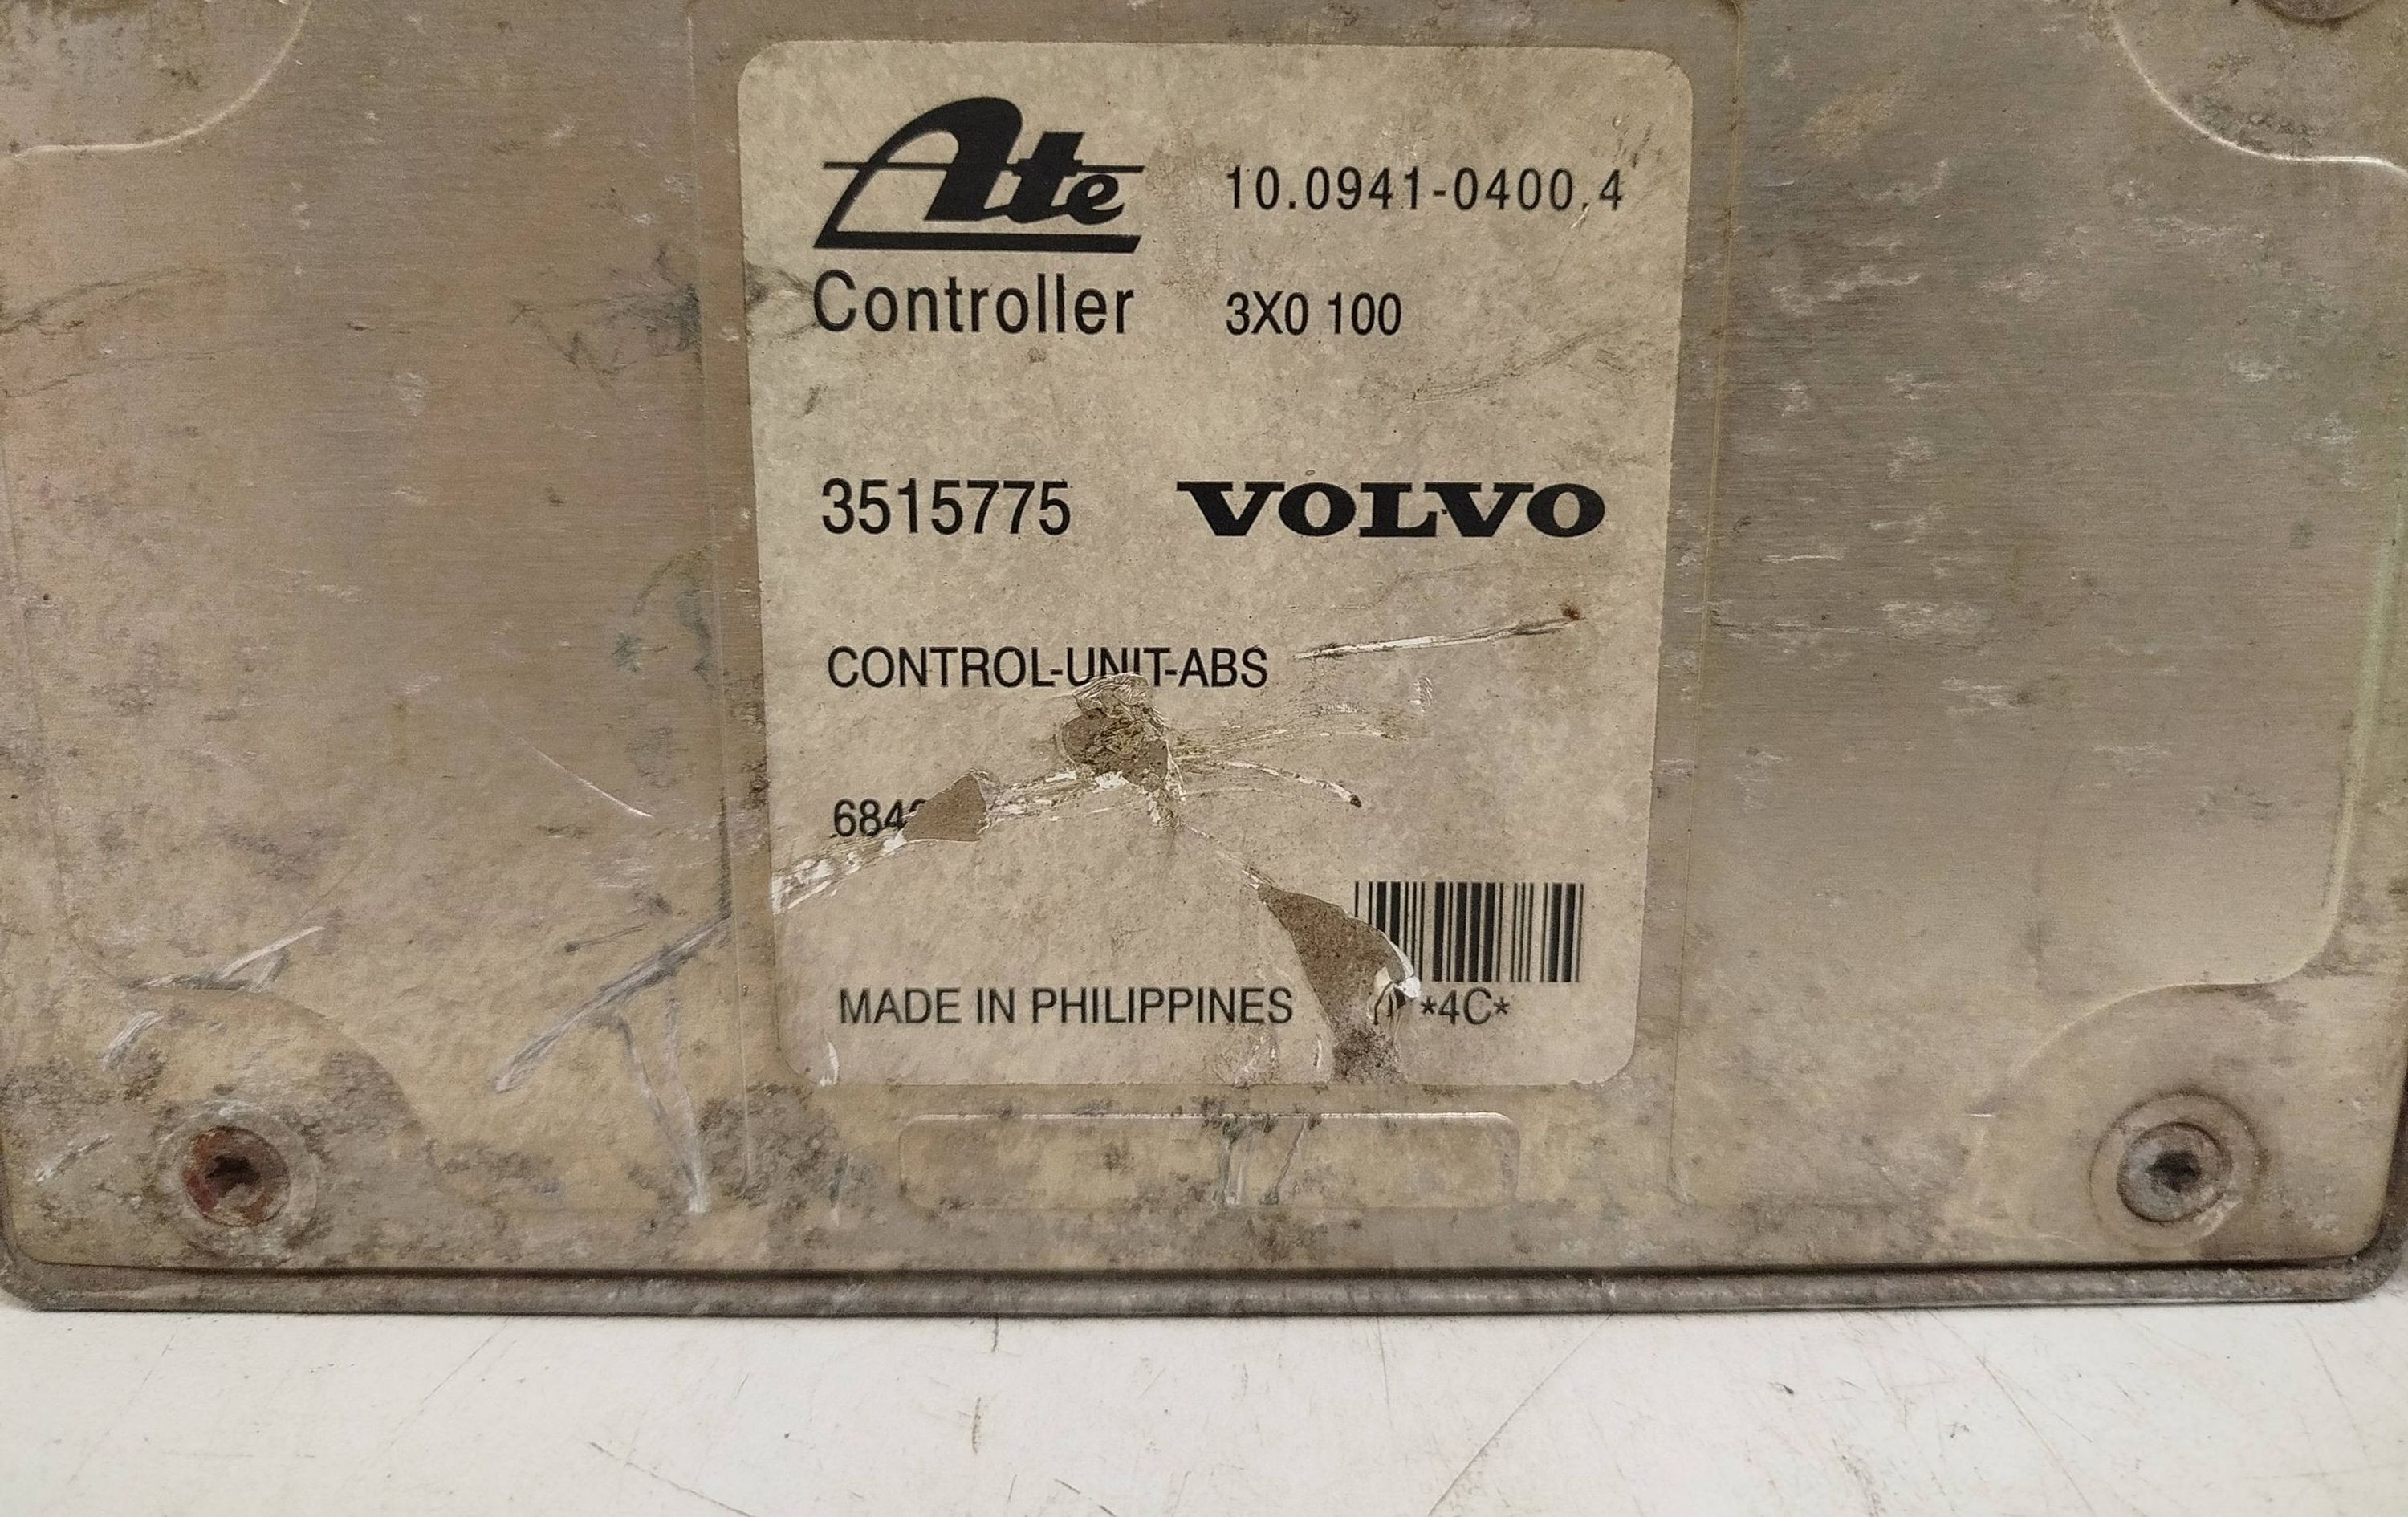 Ate 10.0941-0400.4
Controller 3X0 100
3515775 VOLVO
CONTROL-UNIT-ABS
MADE IN PHILIPPINES *4C*